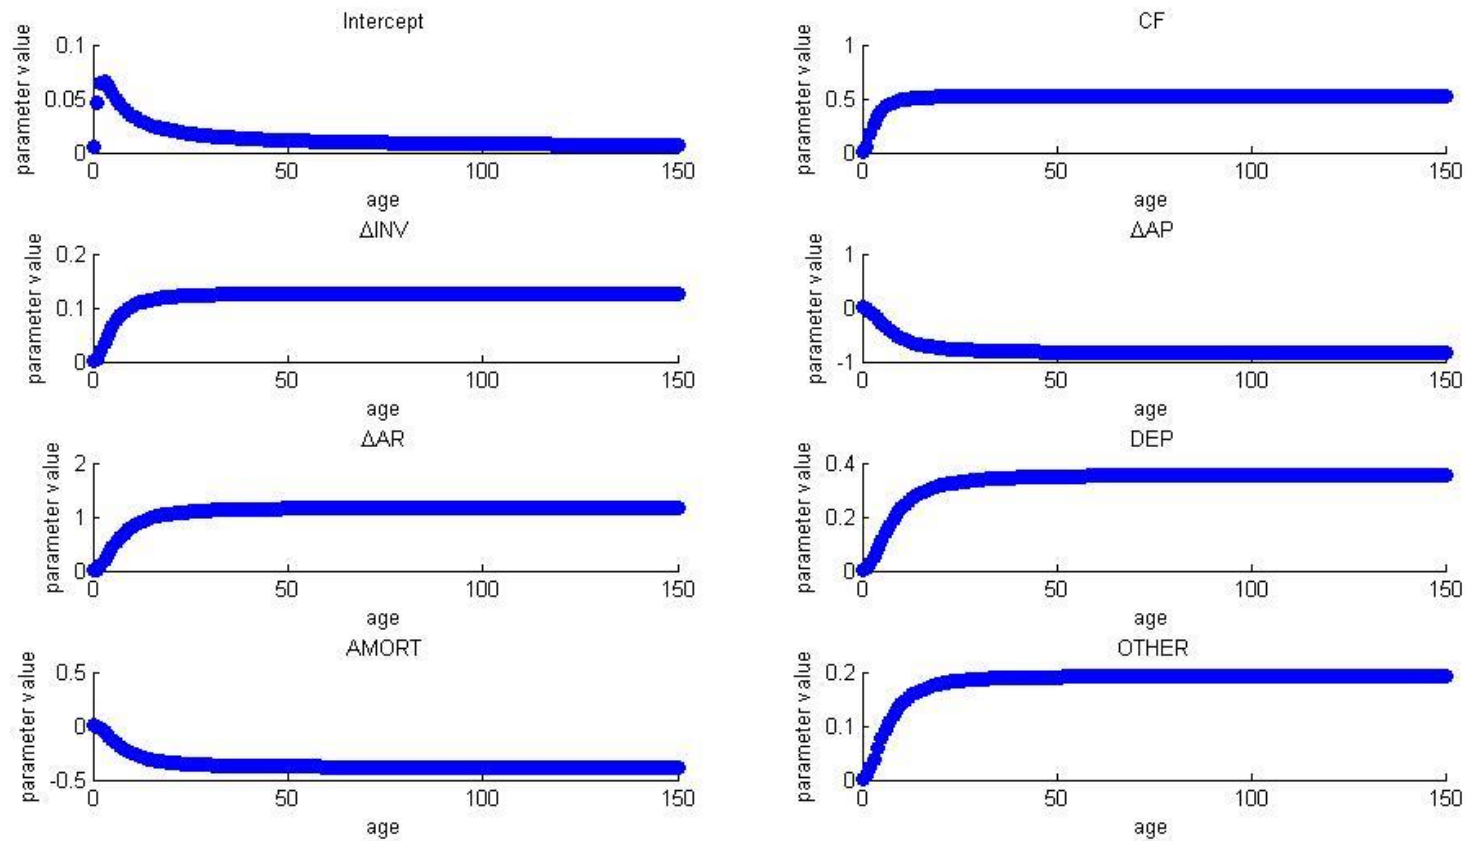 Intercept
parameter value
0.1
0.05
0
0 50 100 150
age
CF
parameter value
1
0.5
0
0 50 100 150
age
ΔINV
parameter value
0.2
0.1
0
0 50 100 150
age
ΔAP
parameter value
1
0
-1
0 50 100 150
age
ΔAR
parameter value
2
1
0
0 50 100 150
age
DEP
parameter value
0.4
0.2
0
0 50 100 150
age
AMORT
parameter value
0.5
0
-0.5
0 50 100 150
age
OTHER
parameter value
0.2
0.1
0
0 50 100 150
age